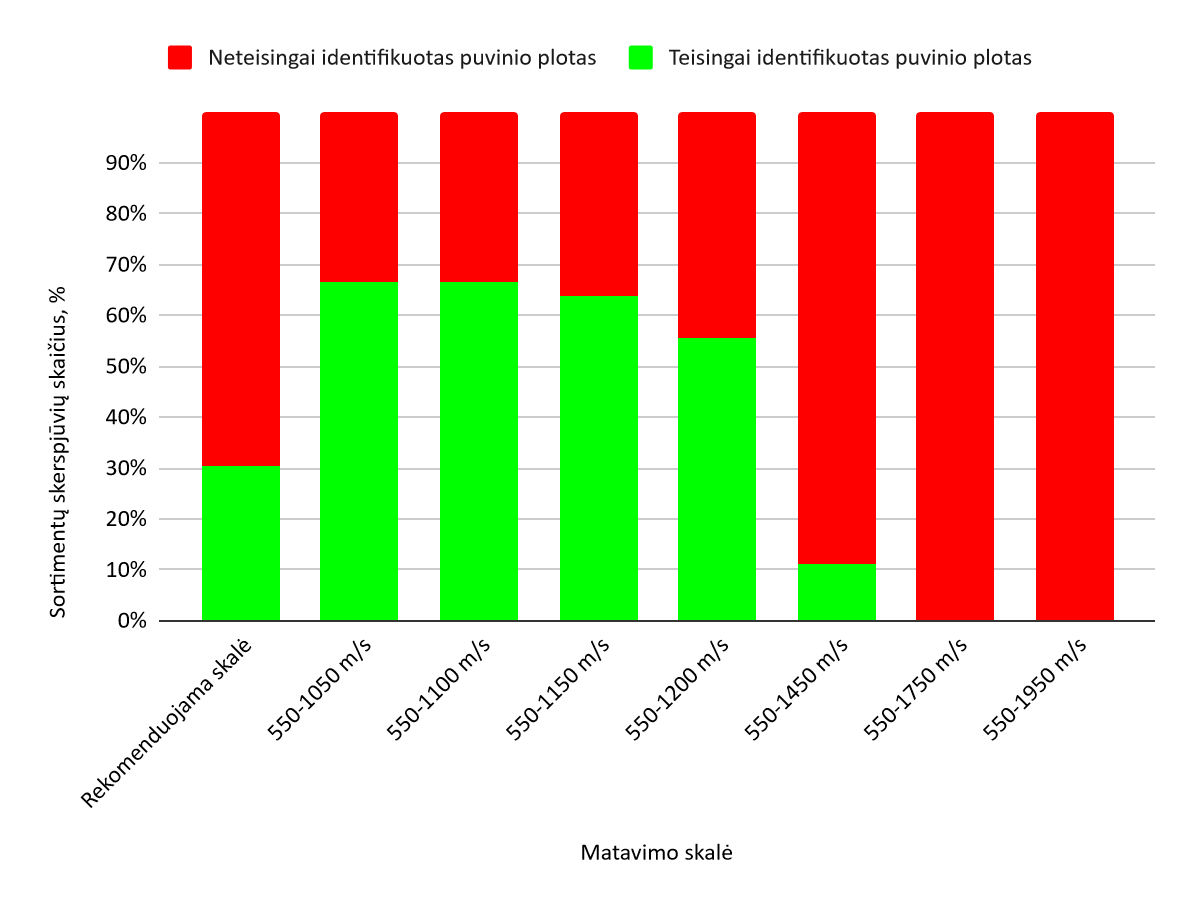 Neteisingai identifikuotas puvinio plotas
Teisingai identifikuotas puvinio plotas
Sortimentų skerspjūvių skaičius, %
90%
80%
70%
60%
50%
40%
30%
20%
10%
0%
Rekomenduojama skalė
550-1050 m/s
550-1100 m/s
550-1150 m/s
550-1200 m/s
550-1450 m/s
550-1750 m/s
550-1950 m/s
Matavimo skalė